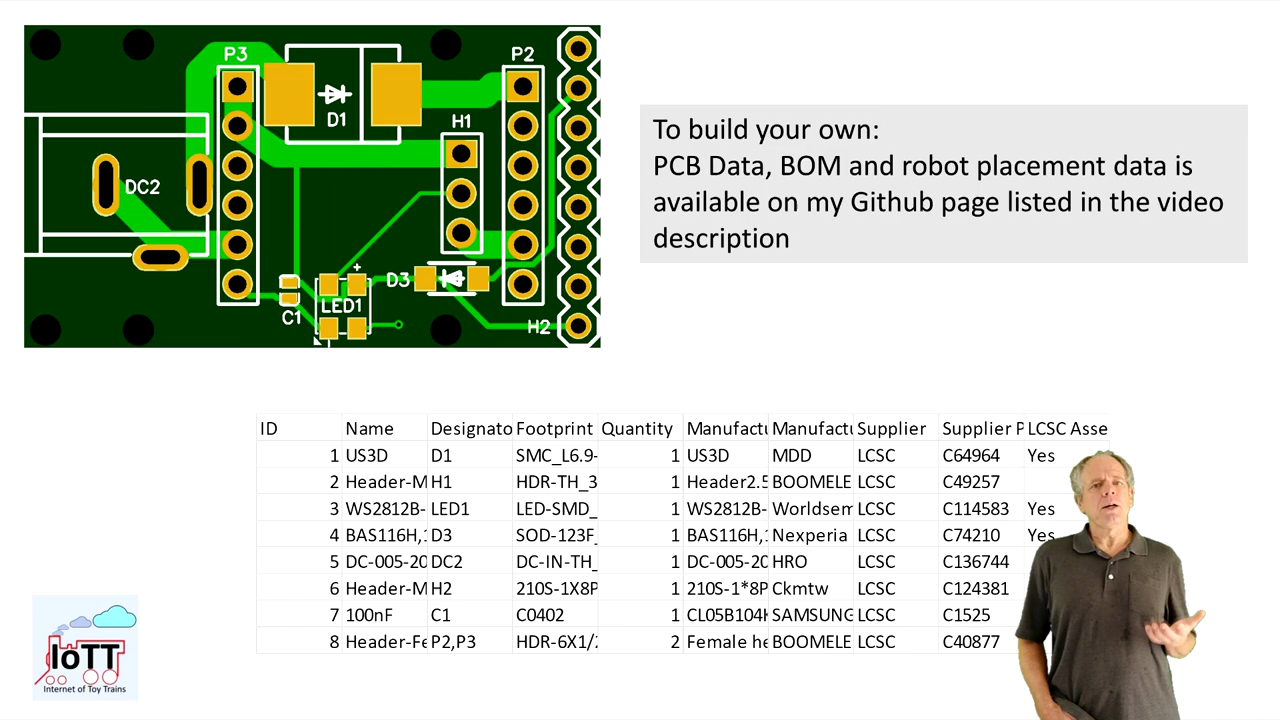 P3
P2
D1
H1
DC2
D3
C1
LED1
H2
To build your own:
PCB Data, BOM and robot placement data is
available on my Github page listed in the video
description
ID Name Designato Footprint Quantity Manufactu Manufactu Supplier Supplier P LCSC Asse
1 US3D D1 SMC_L6.9- 1 US3D MDD LCSC C64964 Yes
2 Header-M H1 HDR-TH_3 1 Header2.5 BOOMELE LCSC C49257
3 WS2812B- LED1 LED-SMD_ 1 WS2812B- Worldsem LCSC C114583 Yes
4 BAS116H,1 D3 SOD-123F_ 1 BAS116H,1 Nexperia LCSC C74210 Yes
5 DC-005-20 DC2 DC-IN-TH_ 1 DC-005-20 HRO LCSC C136744
6 Header-M H2 210S-1X8P 1 210S-1*8P Ckmtw LCSC C124381
7 100nF C1 C0402 1 CL05B104K SAMSUNG LCSC C1525
8 Header-Fe P2,P3 HDR-6X1/2 2 Female he BOOMELE LCSC C40877
IoTT
Internet of Toy Trains